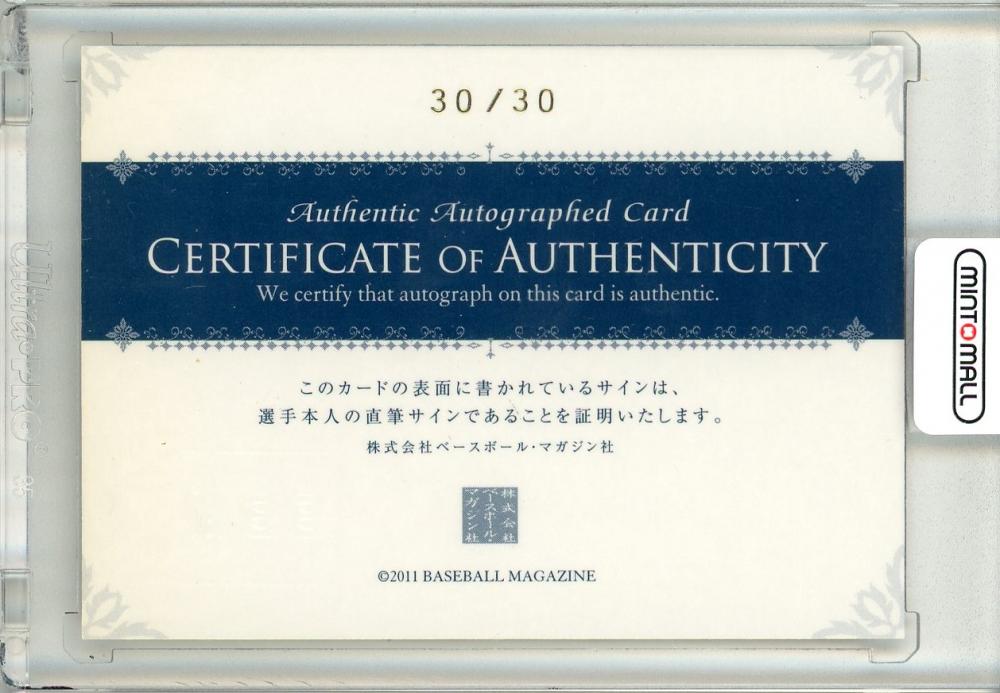 30/30
Authentic Autographed Card
CERTIFICATE OF AUTHENTICITY
We certify that autograph on this card is authentic.
このカードの表面に書かれているサインは、
選手本人の直筆サインであることを証明いたします。
株式会社ベースボール・マガジン社
株式会社
ベースボール・
マガジン社
©2011 BASEBALL MAGAZINE
MINTOMALL
Ultra•PRO®